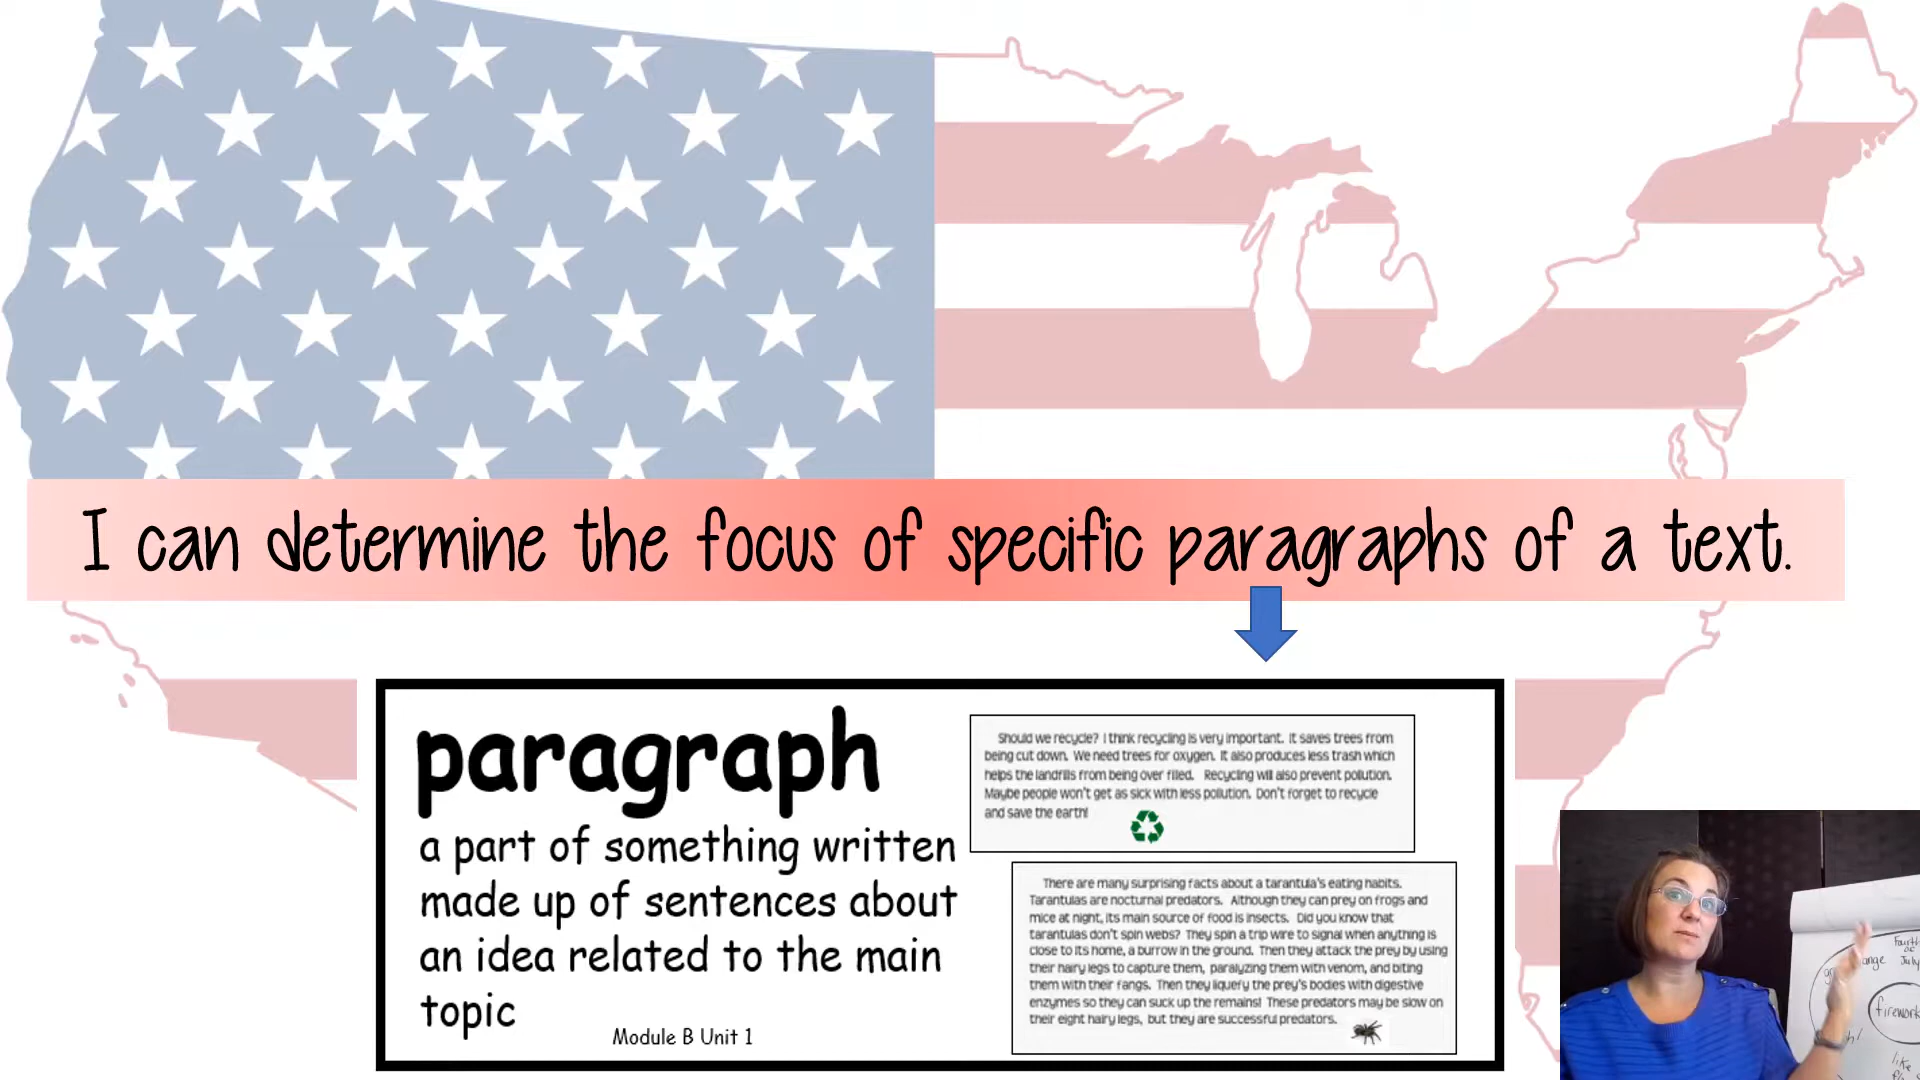 I can determine the focus of specific paragraphs of a text.
paragraph
a part of something written
made up of sentences about
an idea related to the main
topic
Module B Unit 1
Should we recycle? I think recycling is very important. It saves trees from
being cut down. We need trees for oxygen. It also produces less trash which
helps the landfills from being over filled. Recycling will also prevent pollution.
Maybe people won't get as sick with less pollution. Don't forget to recycle
and save the earth!
There are many surprising facts about a tarantula's eating habits.
Tarantulas are nocturnal predators. Although they can prey on frogs and
mice at night, its main source of food is insects. Did you know that
tarantulas don't spin webs? They spin a trip wire to signal when anything is
close to its home, a burrow in the ground. Then they attack the prey by using
their hairy legs to capture them, paralyzing them with venom, and biting
them with their fangs. Then they liquefy the prey's bodies with digestive
enzymes so they can suck up the remains! These predators may be slow on
their eight hairy legs, but they are successful predators.
Fourth
of
July
firework
like